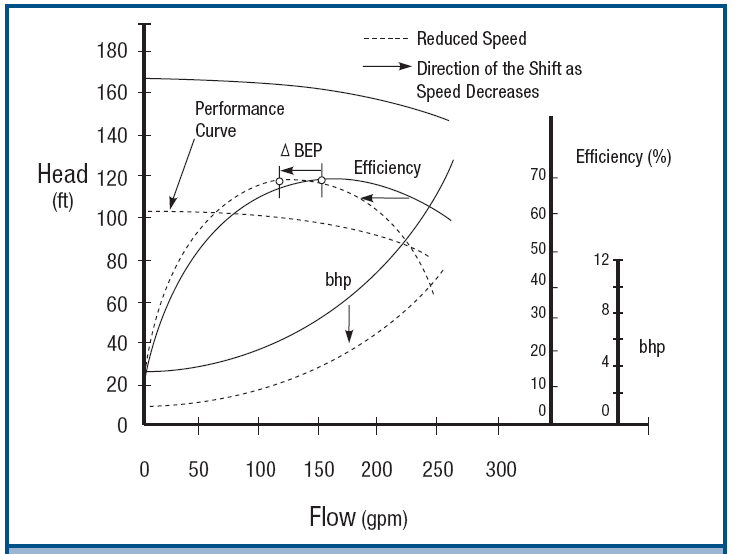 Reduced Speed
Direction of the Shift as
Speed Decreases
Performance
Curve
Δ BEP
Efficiency
bhp
Head
(ft)
180
160
140
120
100
80
60
40
20
0
0 50 100 150 200 250 300
Flow (gpm)
Efficiency (%)
70
60
50
40
30
20
10
0
12
8
4
0
bhp